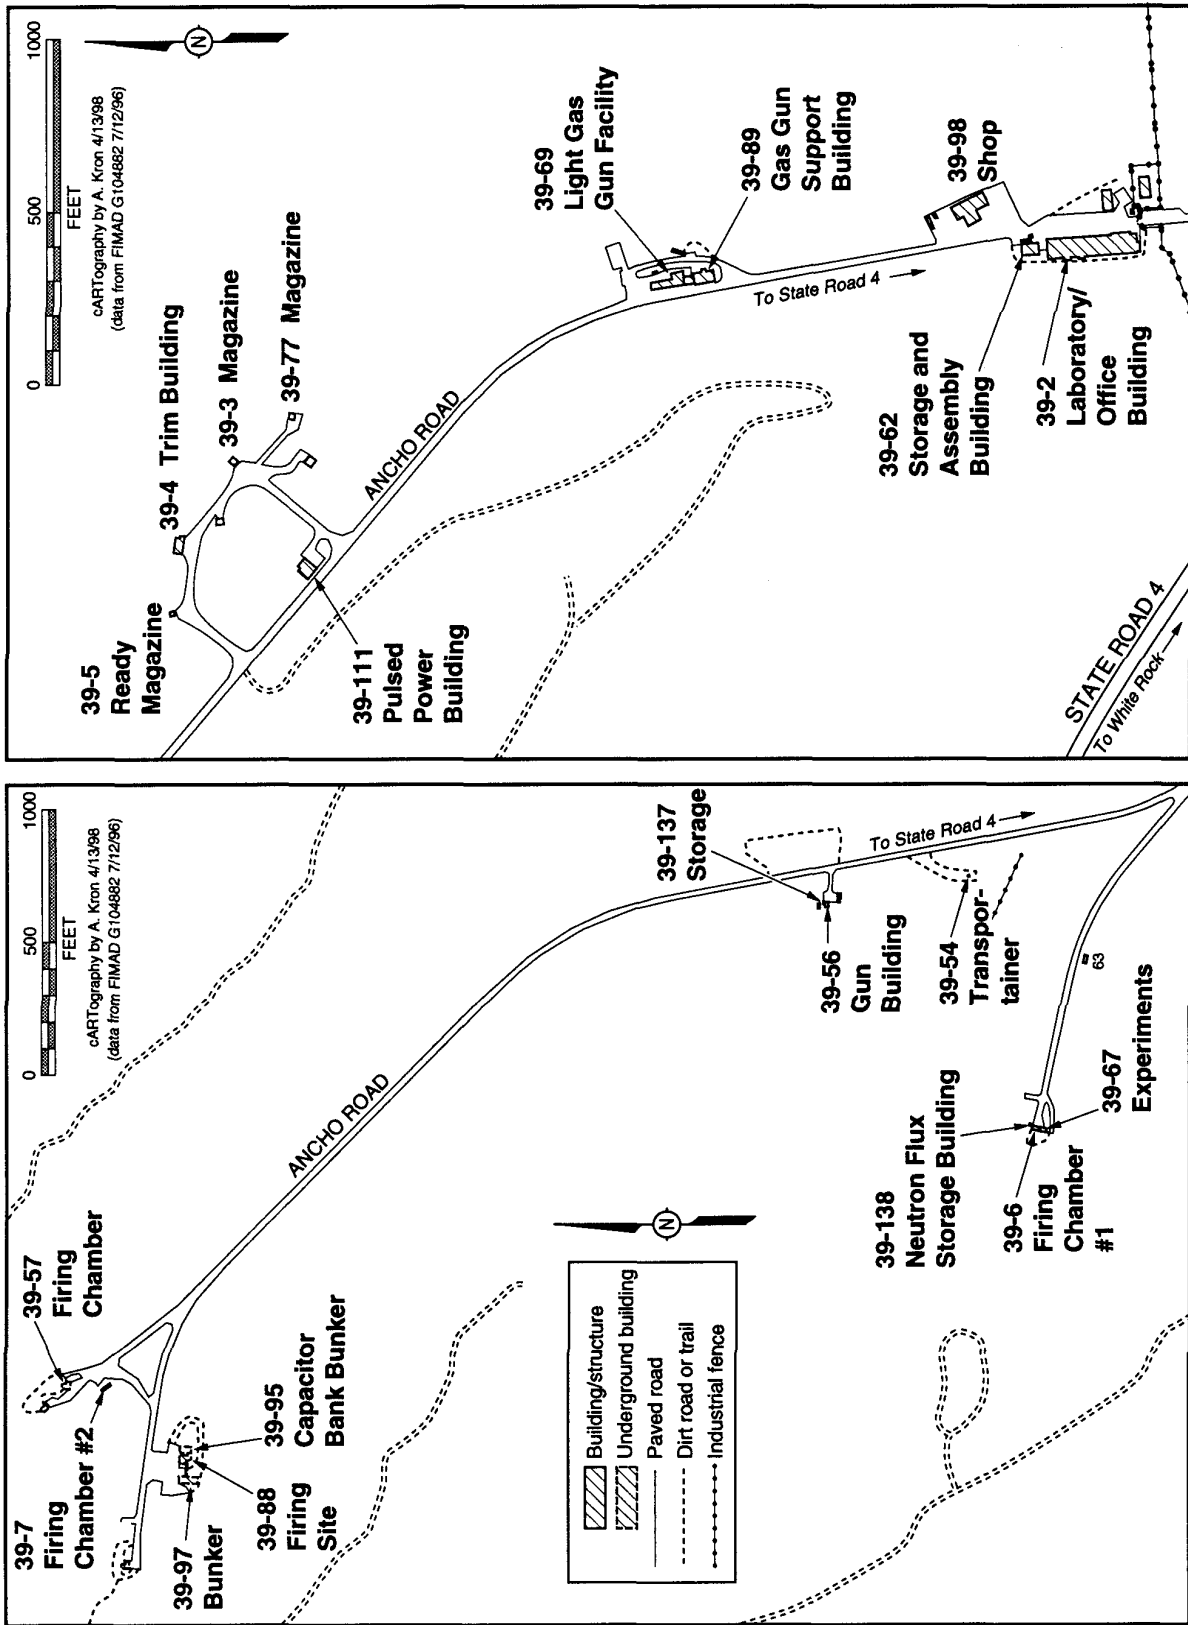 0
500
1000
FEET
cARTography by A. Kron 4/13/98
(data from FIMAD G104882 7/12/96)
N
39-57
Firing
Chamber
39-7
Firing
Chamber #2
39-97
Bunker
39-88
Firing
Site
39-95
Capacitor
Bank Bunker
ANCHO ROAD
39-137
Storage
To State Road 4
39-56
Gun
Building
39-54
Transpor-
tainer
63
39-138
Neutron Flux
Storage Building
39-6
Firing
Chamber
#1
39-67
Experiments
Building/structure
Underground building
Paved road
Dirt road or trail
Industrial fence
0
500
1000
FEET
cARTography by A. Kron 4/13/98
(data from FIMAD G104882 7/12/96)
N
39-5
Ready
Magazine
39-4 Trim Building
39-3 Magazine
39-77 Magazine
39-111
Pulsed
Power
Building
ANCHO ROAD
39-69
Light Gas
Gun Facility
39-89
Gas Gun
Support
Building
To State Road 4
39-98
Shop
39-62
Storage and
Assembly
Building
39-2
Laboratory/
Office
Building
STATE ROAD 4
To White Rock